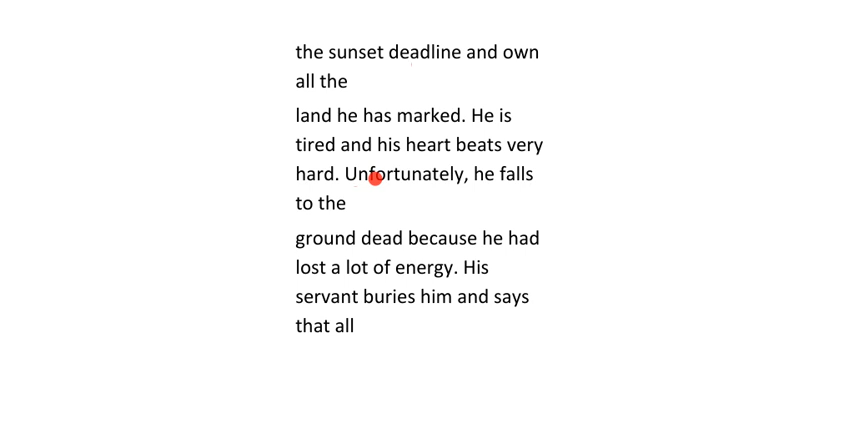 the sunset deadline and own
all the
land he has marked. He is
tired and his heart beats very
hard. Unfortunately, he falls
to the
ground dead because he had
lost a lot of energy. His
servant buries him and says
that all